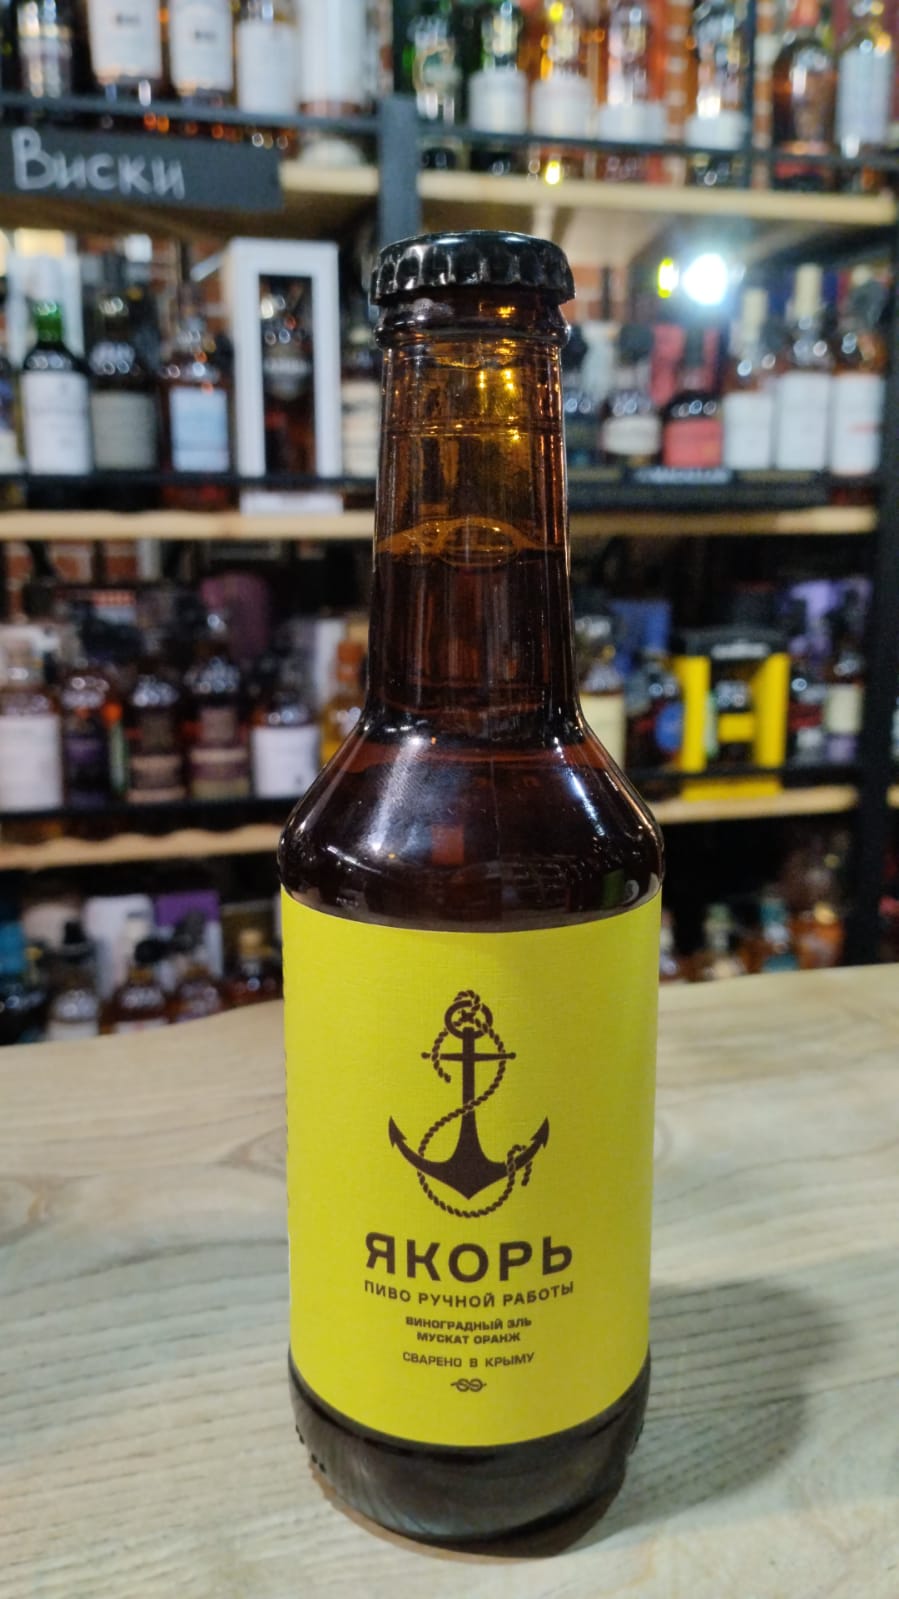 Виски
ЯКОРЬ
ПИВО РУЧНОЙ РАБОТЫ
ВИНОГРАДНЫЙ ЭЛЬ
МУСКАТ ОРАНЖ
СВАРЕНО В КРЫМУ